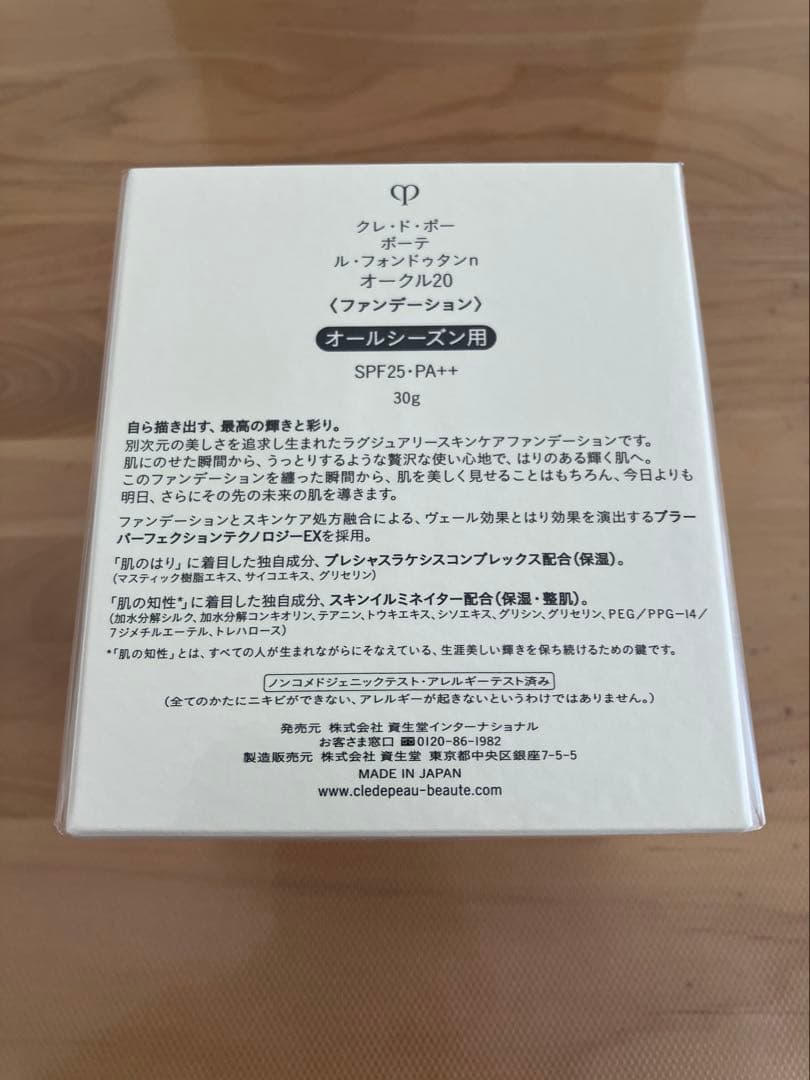 クレ・ド・ポー
ボーテ
ル・フォンドゥタンn
オークル20
〈ファンデーション〉
オールシーズン用
SPF25・PA++
30g
自ら描き出す、最高の輝きと彩り。
別次元の美しさを追求し生まれたラグジュアリースキンケアファンデーションです。
肌にのせた瞬間から、うっとりするような贅沢な使い心地で、はりのある輝く肌へ。
このファンデーションを纏った瞬間から、肌を美しく見せることはもちろん、今日よりも
明日、さらにその先の未来の肌を導きます。
ファンデーションとスキンケア処方融合による、ヴェール効果とはり効果を演出するブラー
パーフェクションテクノロジーEXを採用。
「肌のはり」に着目した独自成分、プレシャスラケシスコンプレックス配合(保湿)。
(マスティック樹脂エキス、サイコエキス、グリセリン)
「肌の知性*」に着目した独自成分、スキンイルミネイター配合(保湿・整肌)。
(加水分解シルク、加水分解コンキオリン、テアニン、トウキエキス、シソエキス、グリシン、グリセリン、PEG/PPG-14/
7ジメチルエーテル、トレハロース)
*「肌の知性」とは、すべての人が生まれながらにそなえている、生涯美しい輝きを保ち続けるための鍵です。
ノンコメドジェニックテスト・アレルギーテスト済み
(全てのかたにニキビができない、アレルギーが起きないというわけではありません。)
発売元 株式会社 資生堂インターナショナル
お客さま窓口 0120-86-1982
製造販売元 株式会社 資生堂 東京都中央区銀座7-5-5
MADE IN JAPAN
www.cledepeau-beaute.com